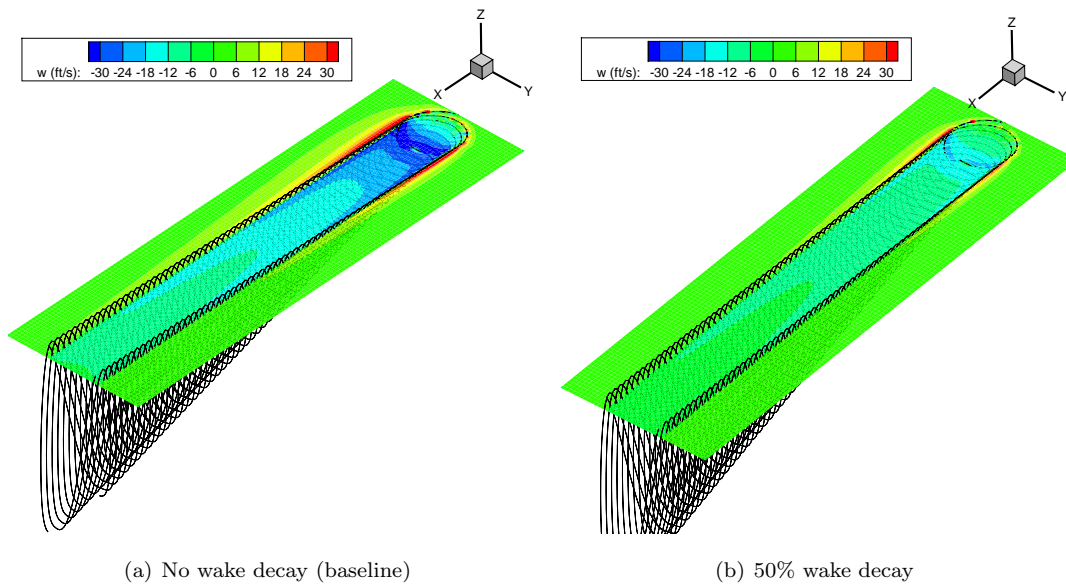 Z
X
Y
w (ft/s): -30 -24 -18 -12 -6 0 6 12 18 24 30
(a) No wake decay (baseline)
Z
X
Y
w (ft/s): -30 -24 -18 -12 -6 0 6 12 18 24 30
(b) 50% wake decay